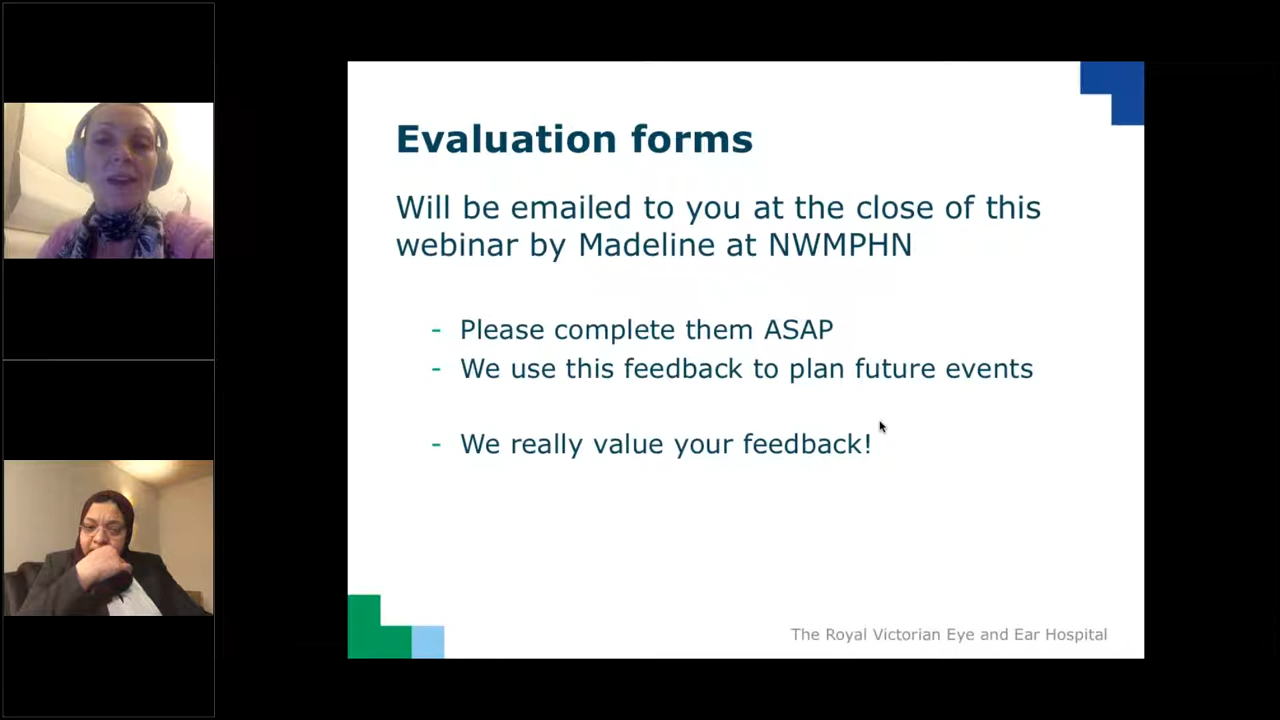 Evaluation forms
Will be emailed to you at the close of this
webinar by Madeline at NWMPHN
- Please complete them ASAP
- We use this feedback to plan future events
- We really value your feedback!
The Royal Victorian Eye and Ear Hospital